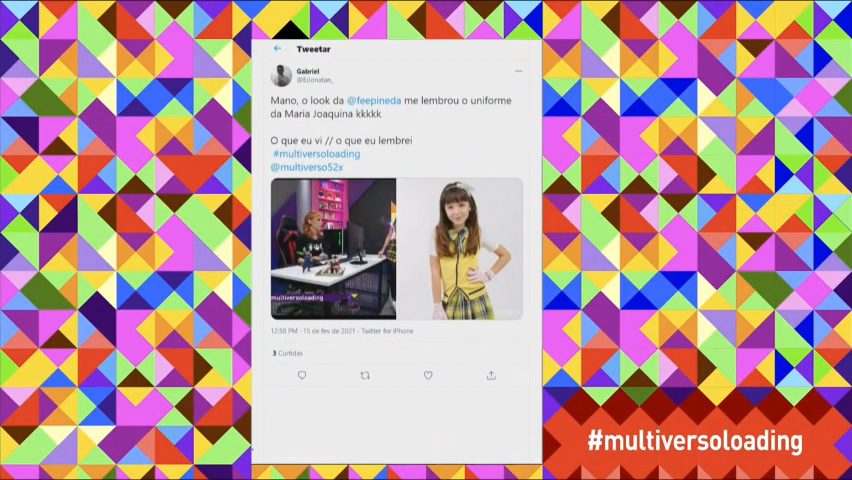 Tweetar
Gabriel
@EiJonatan_
Mano, o look da @feepineda me lembrou o uniforme
da Maria Joaquina kkkkk
O que eu vi // o que eu lembrei
#multiversoloading
@multiverso52x
multiversoloading
12:58 PM · 15 de fev de 2021 · Twitter for iPhone
3 Curtidas
#multiversoloading